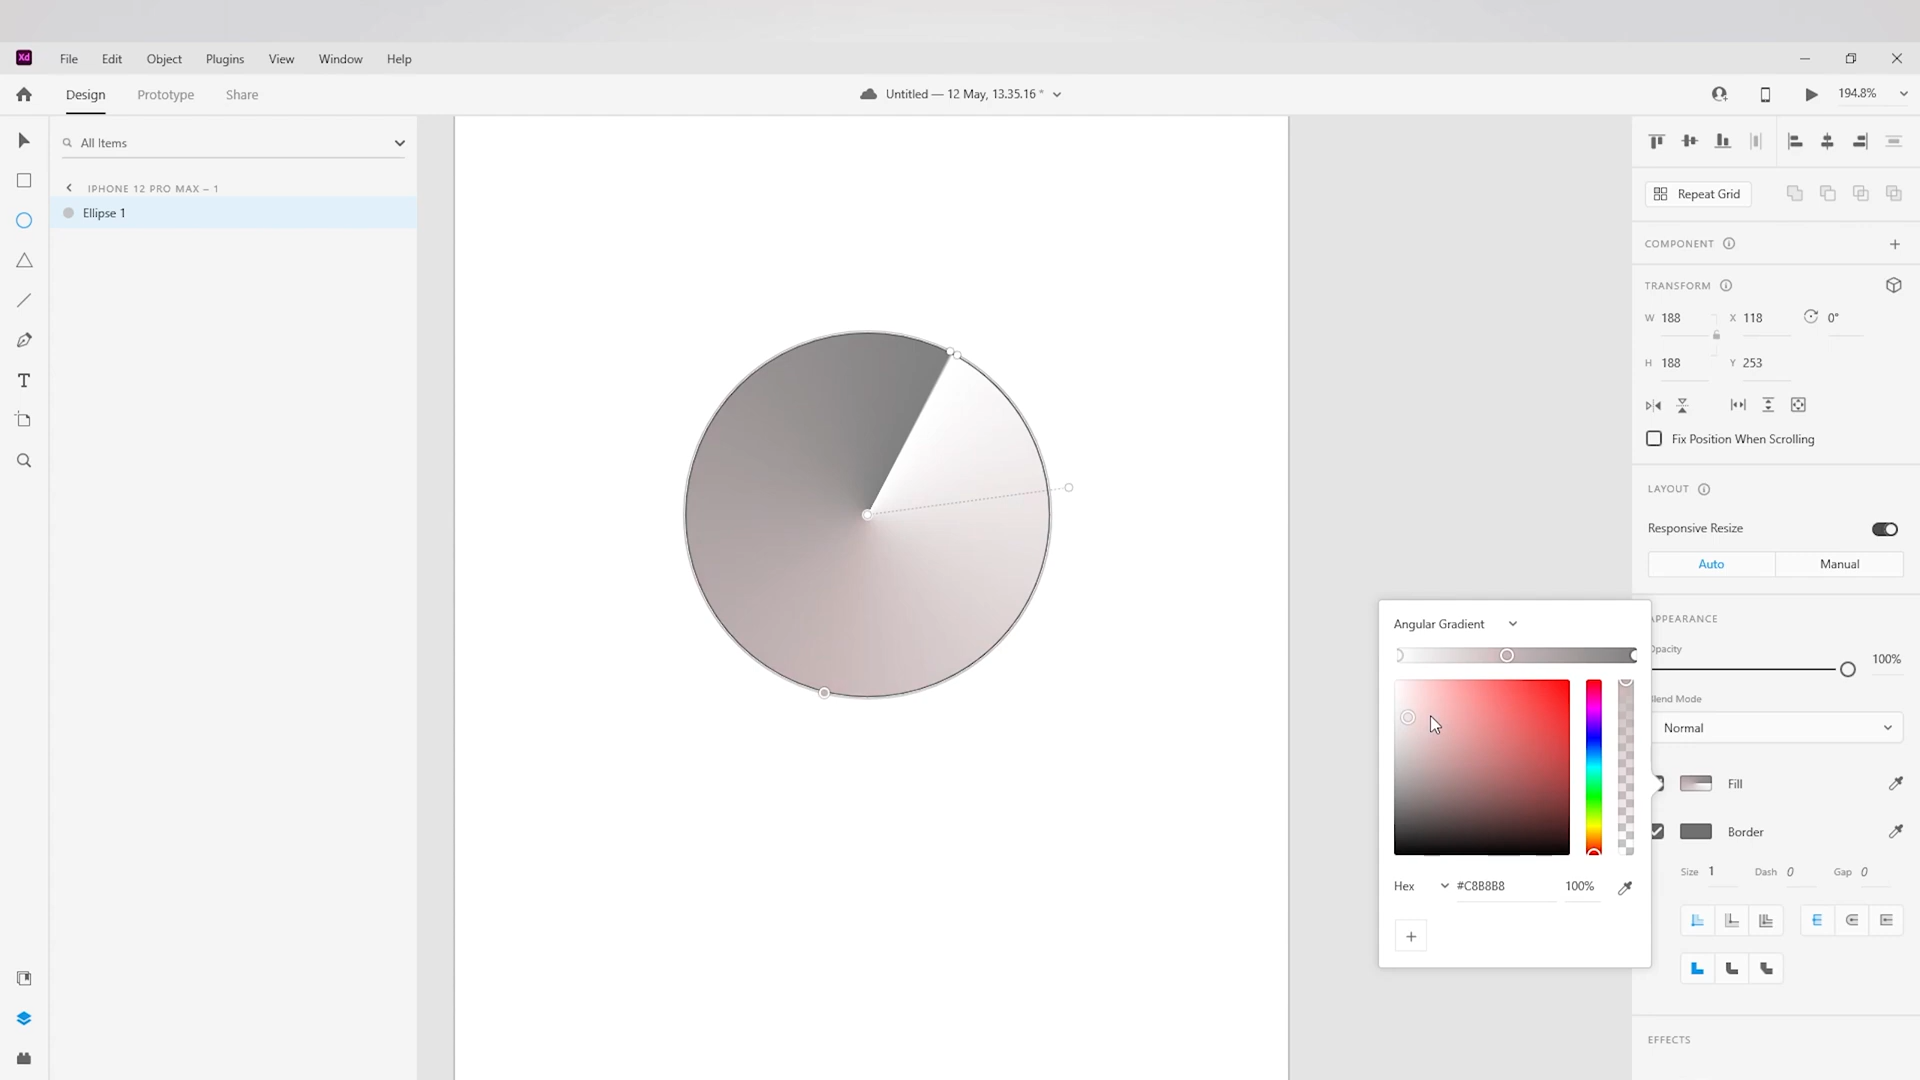 Xd File Edit Object Plugins View Window Help
Design Prototype Share
Untitled — 12 May, 13.35.16 *
194.8%
All Items
IPHONE 12 PRO MAX – 1
Ellipse 1
Repeat Grid
COMPONENT
TRANSFORM
W 188 X 118 0°
H 188 Y 253
Fix Position When Scrolling
LAYOUT
Responsive Resize
Auto Manual
Angular Gradient
Hex #C8B8B8 100%
APPEARANCE
Opacity
100%
Blend Mode
Normal
Fill
Border
Size 1 Dash 0 Gap 0
EFFECTS